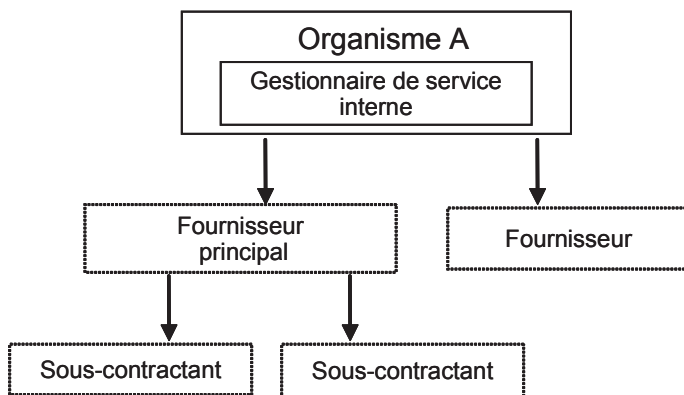 Organisme A
Gestionnaire de service
interne
Fournisseur
principal
Fournisseur
Sous-contractant
Sous-contractant